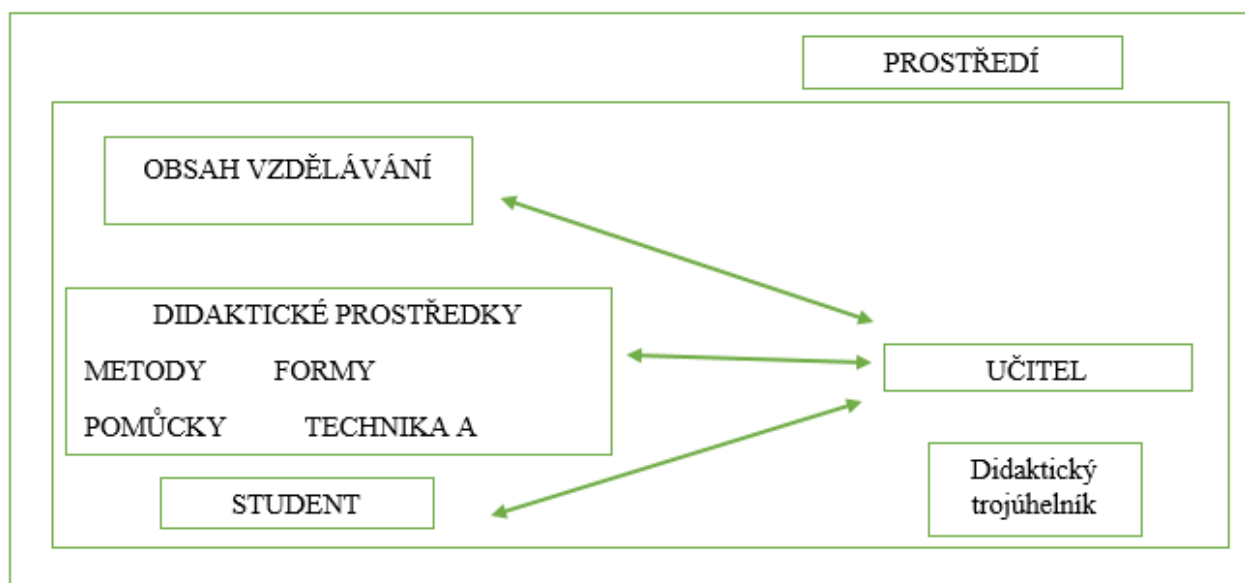 PROSTŘEDÍ
OBSAH VZDĚLÁVÁNÍ
DIDAKTICKÉ PROSTŘEDKY
METODY FORMY
POMŮCKY TECHNIKA A
STUDENT
UČITEL
Didaktický
trojúhelník